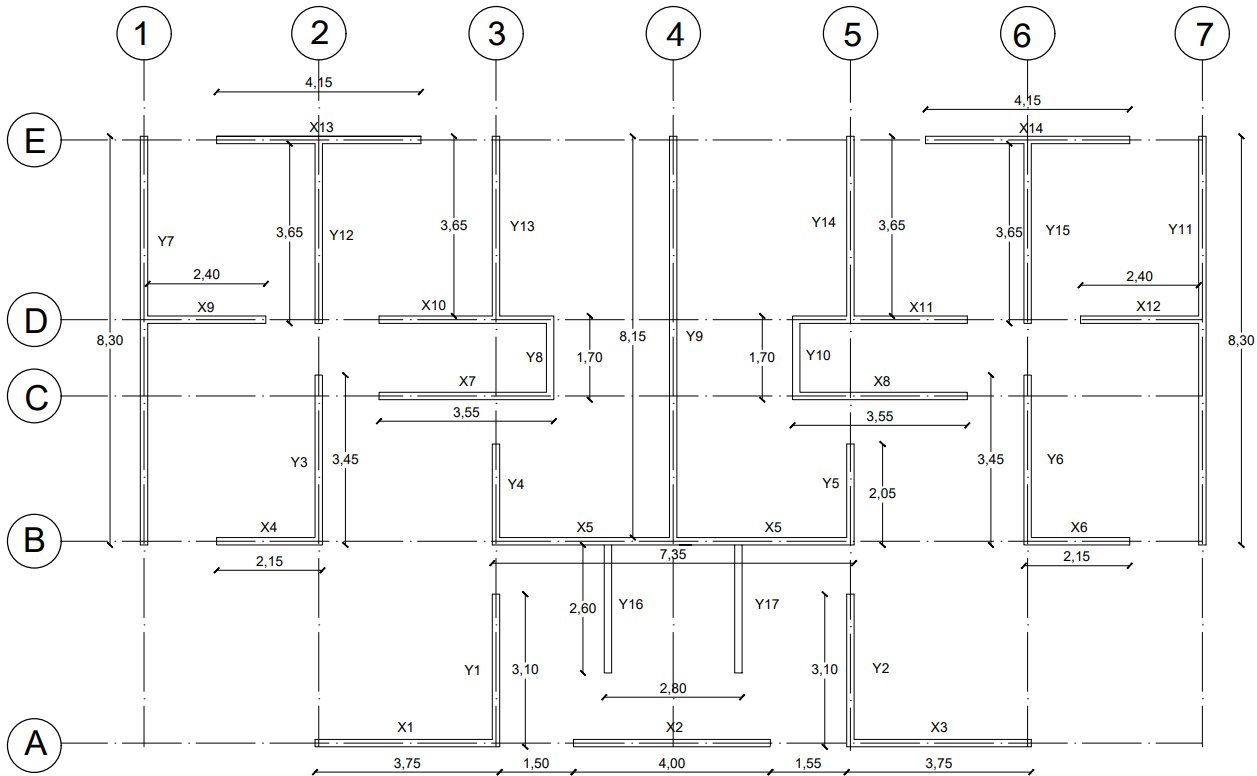 1 2 3 4 5 6 7
4,15
4,15
E X13 X14
3,65 3,65 Y13 Y14 3,65 3,65 Y15 Y11
Y7 Y12
2,40 2,40
X9 X10 X11 X12
D
8,30 Y8 1,70 8,15 Y9 1,70 Y10 8,30
X7 X8
C
3,55 3,55
Y3 3,45 Y4 Y5 2,05 3,45 Y6
X4 X5 X5 X6
B
2,15 7,35 2,15
2,60 Y16 Y17
Y1 3,10 3,10 Y2
2,80
X1 X2 X3
A
3,75 1,50 4,00 1,55 3,75